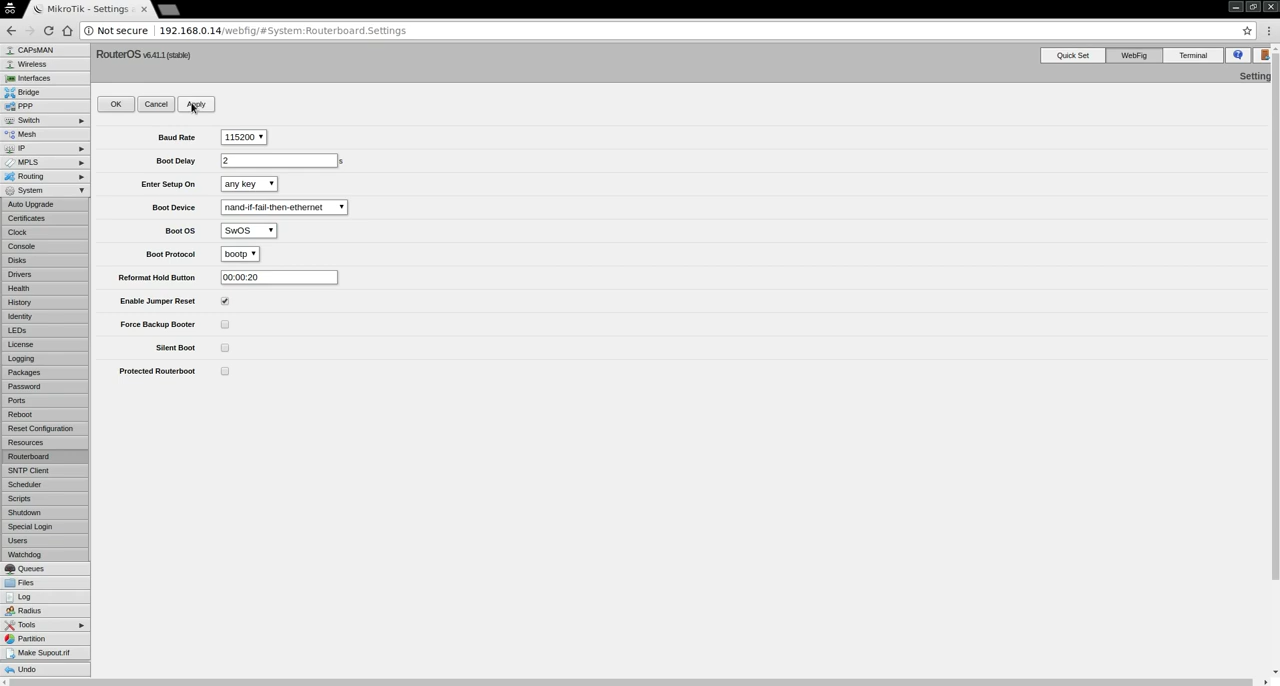 MikroTik - Settings
Not secure 192.168.0.14/webfig/#System:Routerboard.Settings
CAPsMAN
Wireless
Interfaces
Bridge
PPP
Switch
Mesh
IP
MPLS
Routing
System
Auto Upgrade
Certificates
Clock
Console
Disks
Drivers
Health
History
Identity
LEDs
License
Logging
Packages
Password
Ports
Reboot
Reset Configuration
Resources
Routerboard
SNTP Client
Scheduler
Scripts
Shutdown
Special Login
Users
Watchdog
Queues
Files
Log
Radius
Tools
Partition
Make Supout.rif
Undo
RouterOS v6.41.1 (stable)
Quick Set WebFig Terminal ?
Setting
OK Cancel Apply
Baud Rate 115200
Boot Delay 2 s
Enter Setup On any key
Boot Device nand-if-fail-then-ethernet
Boot OS SwOS
Boot Protocol bootp
Reformat Hold Button 00:00:20
Enable Jumper Reset
Force Backup Booter
Silent Boot
Protected Routerboot